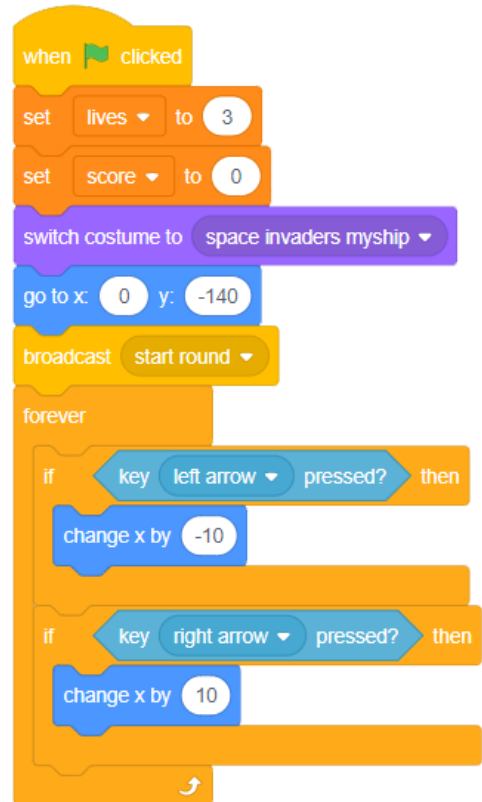 when clicked
set lives to 3
set score to 0
switch costume to space invaders myship
go to x: 0 y: -140
broadcast start round
forever
if key left arrow pressed? then
change x by -10
if key right arrow pressed? then
change x by 10